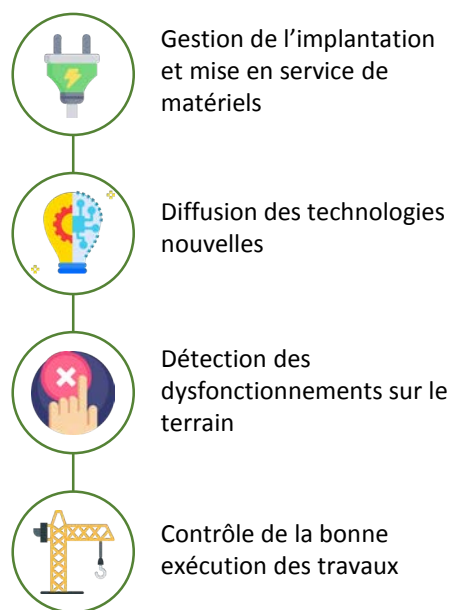 Gestion de l’implantation
et mise en service de
matériels
Diffusion des technologies
nouvelles
Détection des
dysfonctionnements sur le
terrain
Contrôle de la bonne
exécution des travaux